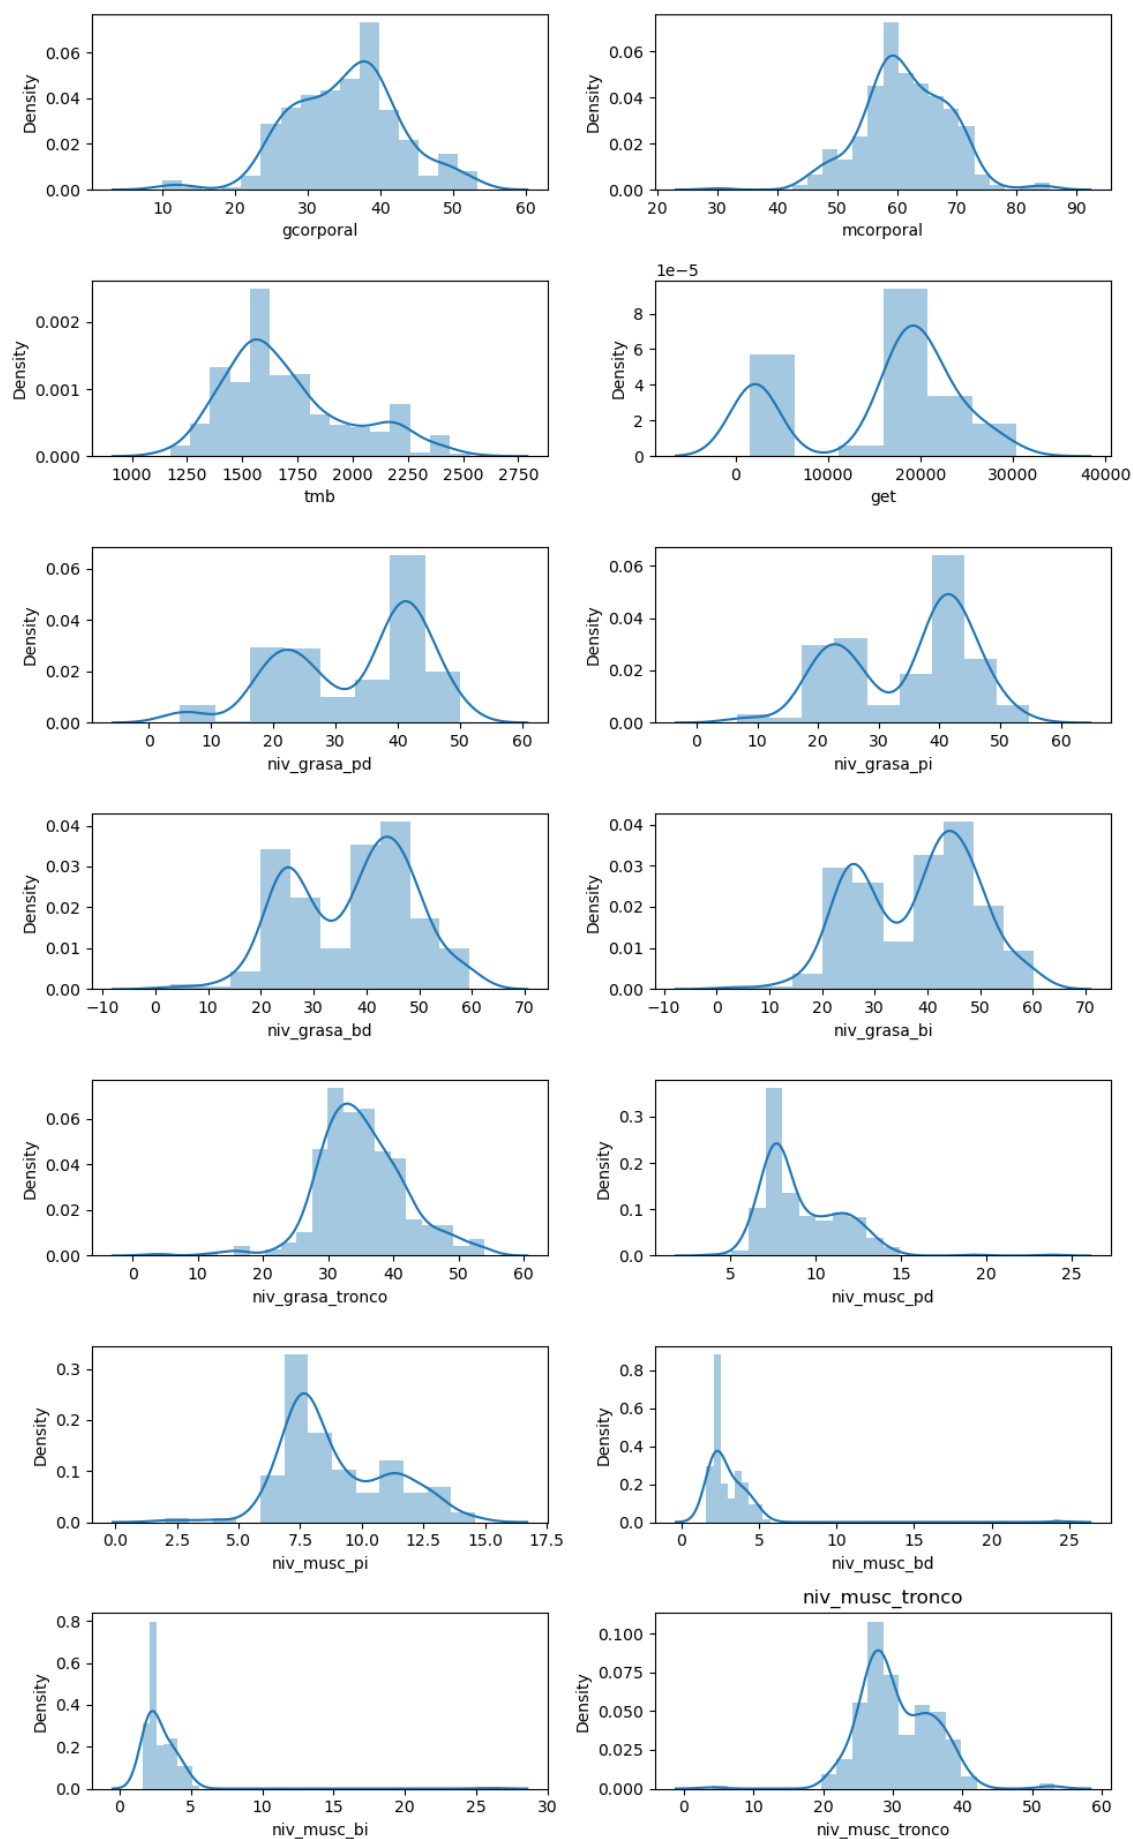 0.06
0.04
0.02
0.00
Density
10 20 30 40 50 60
gcorporal
0.06
0.04
0.02
0.00
Density
20 30 40 50 60 70 80 90
mcorporal
0.002
0.001
0.000
Density
1000 1250 1500 1750 2000 2250 2500 2750
tmb
1e−5
8
6
4
2
0
Density
0 10000 20000 30000 40000
get
0.06
0.04
0.02
0.00
Density
0 10 20 30 40 50 60
niv_grasa_pd
0.06
0.04
0.02
0.00
Density
0 10 20 30 40 50 60
niv_grasa_pi
0.04
0.03
0.02
0.01
0.00
Density
−10 0 10 20 30 40 50 60 70
niv_grasa_bd
0.04
0.03
0.02
0.01
0.00
Density
−10 0 10 20 30 40 50 60 70
niv_grasa_bi
0.06
0.04
0.02
0.00
Density
0 10 20 30 40 50 60
niv_grasa_tronco
0.3
0.2
0.1
0.0
Density
5 10 15 20 25
niv_musc_pd
0.3
0.2
0.1
0.0
Density
0.0 2.5 5.0 7.5 10.0 12.5 15.0 17.5
niv_musc_pi
0.8
0.6
0.4
0.2
0.0
Density
0 5 10 15 20 25
niv_musc_bd
0.8
0.6
0.4
0.2
0.0
Density
0 5 10 15 20 25 30
niv_musc_bi
niv_musc_tronco
0.100
0.075
0.050
0.025
0.000
Density
0 10 20 30 40 50 60
niv_musc_tronco